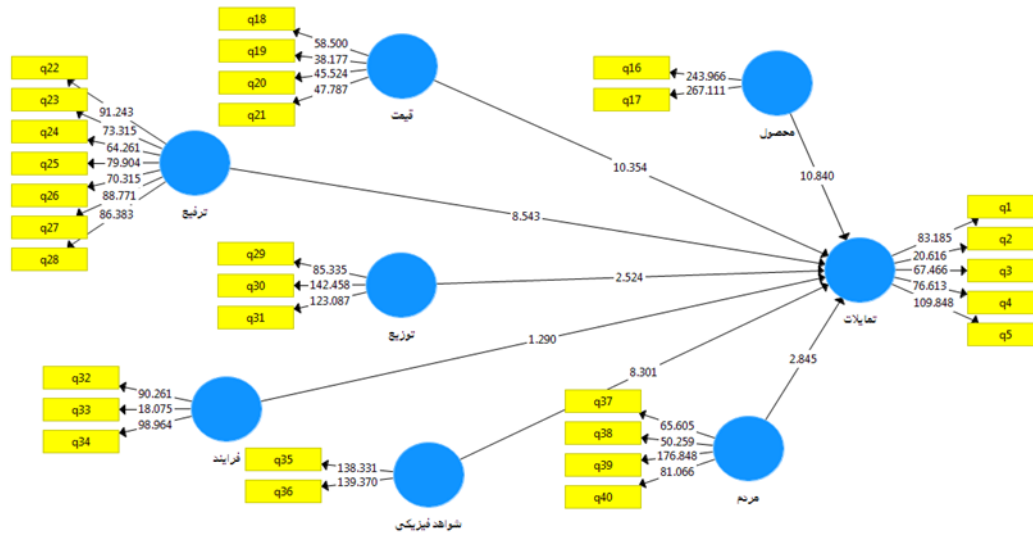 q18
q19
q20
q21
58.500
38.177
45.524
47.787
قیمت
q16
q17
243.966
267.111
محصول
q22
q23
q24
q25
q26
q27
q28
91.243
73.315
64.261
79.904
70.315
88.771
86.383
ترفیع
10.354
10.840
8.543
q29
q30
q31
85.335
142.458
123.087
توزیع
2.524
q1
q2
q3
q4
q5
83.185
20.616
67.466
76.613
109.848
تمایلات
1.290
8.301
2.845
q32
q33
q34
90.261
18.075
98.964
فرایند
q35
q36
138.331
139.370
شواهد فیزیکی
q37
q38
q39
q40
65.605
50.259
176.848
81.066
مردم